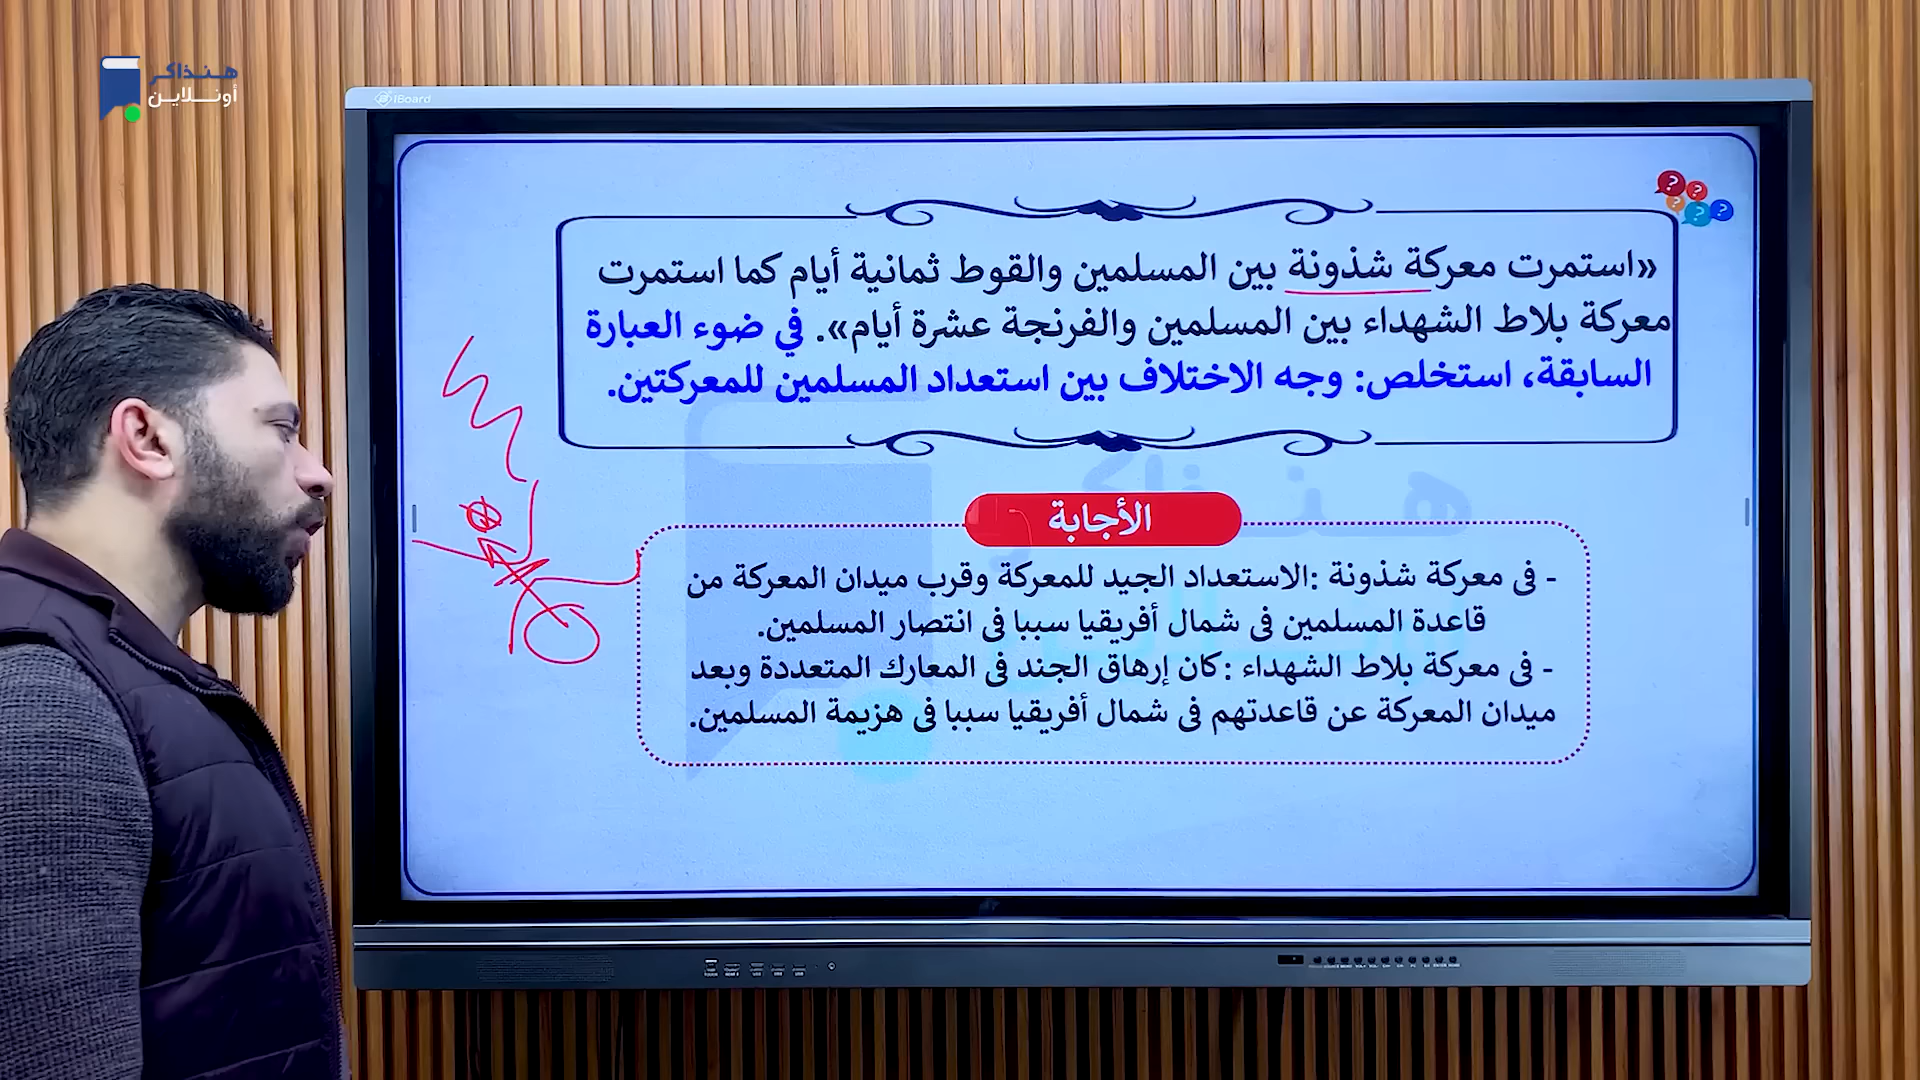 هـنـذاكر
أونـلايـن
iBoard
«استمرت معركة شذونة بين المسلمين والقوط ثمانية أيام كما استمرت
معركة بلاط الشهداء بين المسلمين والفرنجة عشرة أيام». في ضوء العبارة
السابقة، استخلص: وجه الاختلاف بين استعداد المسلمين للمعركتين.
الأجابة
- فى معركة شذونة :الاستعداد الجيد للمعركة وقرب ميدان المعركة من
قاعدة المسلمين فى شمال أفريقيا سببا فى انتصار المسلمين.
- فى معركة بلاط الشهداء :كان إرهاق الجند فى المعارك المتعددة وبعد
ميدان المعركة عن قاعدتهم فى شمال أفريقيا سببا فى هزيمة المسلمين.